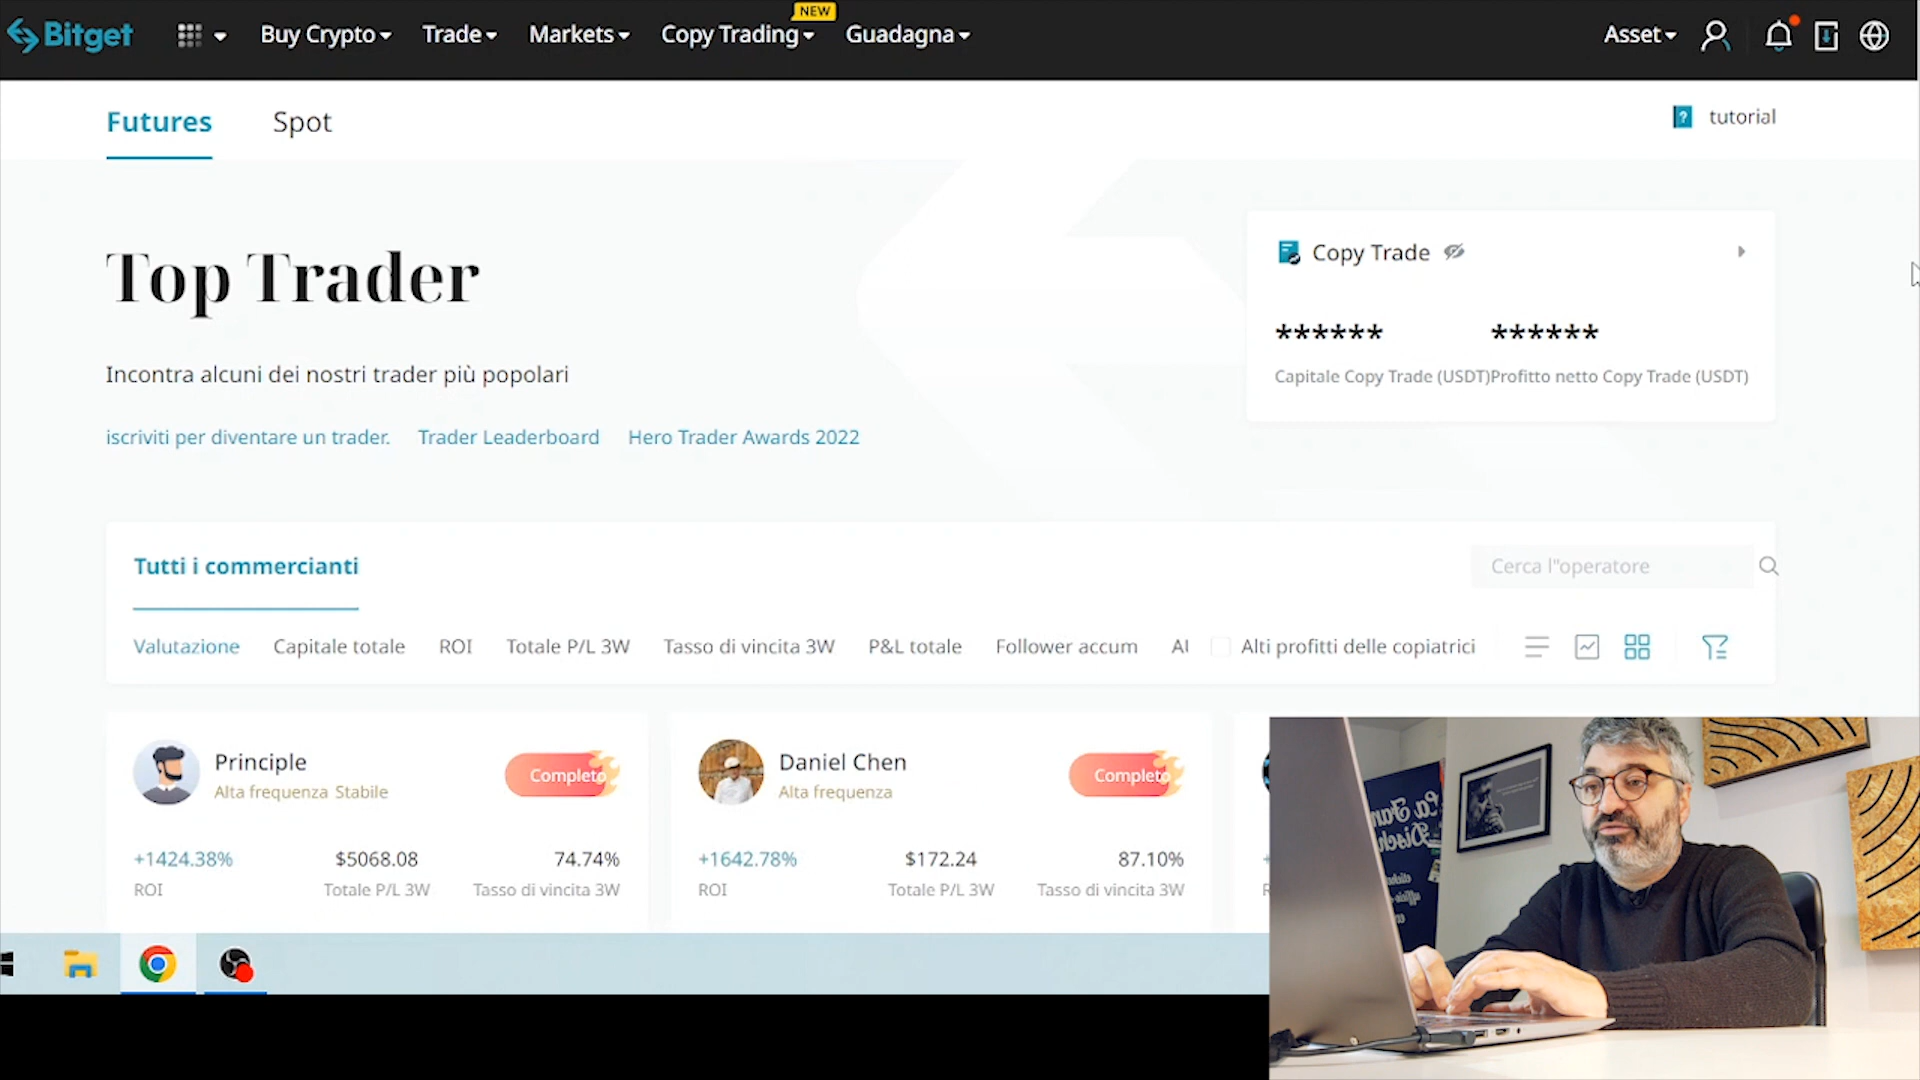 Bitget
Buy Crypto
Trade
Markets
Copy Trading
NEW
Guadagna
Asset
Futures
Spot
tutorial
Top Trader
Incontra alcuni dei nostri trader più popolari
iscriviti per diventare un trader.
Trader Leaderboard
Hero Trader Awards 2022
Copy Trade
****** ******
Capitale Copy Trade (USDT)Profitto netto Copy Trade (USDT)
Tutti i commercianti
Cerca l"operatore
Valutazione
Capitale totale
ROI
Totale P/L 3W
Tasso di vincita 3W
P&L totale
Follower accum
Al
Alti profitti delle copiatrici
Principle
Alta frequenza Stabile
Completo
+1424.38% $5068.08 74.74%
ROI Totale P/L 3W Tasso di vincita 3W
Daniel Chen
Alta frequenza
Completo
+1642.78% $172.24 87.10%
ROI Totale P/L 3W Tasso di vincita 3W